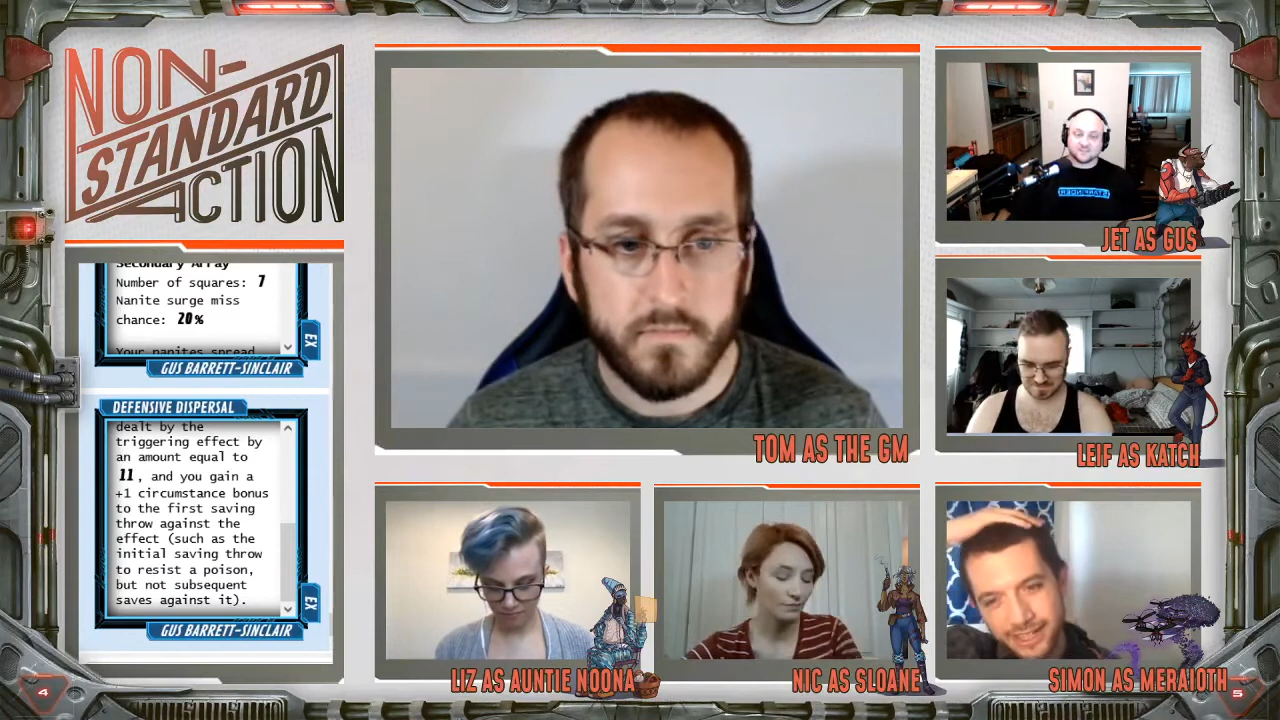 NON-
STANDARD
ACTION
Secondary Array
Number of squares: 7
Nanite surge miss
chance: 20%
Your nanites spread
EX
GUS BARRETT-SINCLAIR
DEFENSIVE DISPERSAL
dealt by the
triggering effect by
an amount equal to
11, and you gain a
+1 circumstance bonus
to the first saving
throw against the
effect (such as the
initial saving throw
to resist a poison,
but not subsequent
saves against it).
EX
GUS BARRETT-SINCLAIR
TOM AS THE GM
JET AS GUS
LEIF AS KATCH
LIZ AS AUNTIE NOONA
NIC AS SLOANE
SIMON AS MERAIOTH
4
5